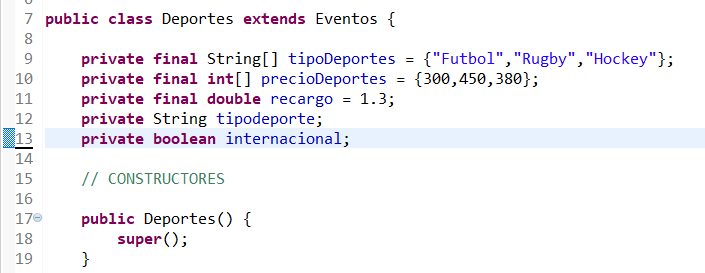 7 public class Deportes extends Eventos {
8
9 private final String[] tipoDeportes = {"Futbol","Rugby","Hockey"};
10 private final int[] precioDeportes = {300,450,380};
11 private final double recargo = 1.3;
12 private String tipodeporte;
13 private boolean internacional;
14
15 // CONSTRUCTORES
16
17 public Deportes() {
18 super();
19 }